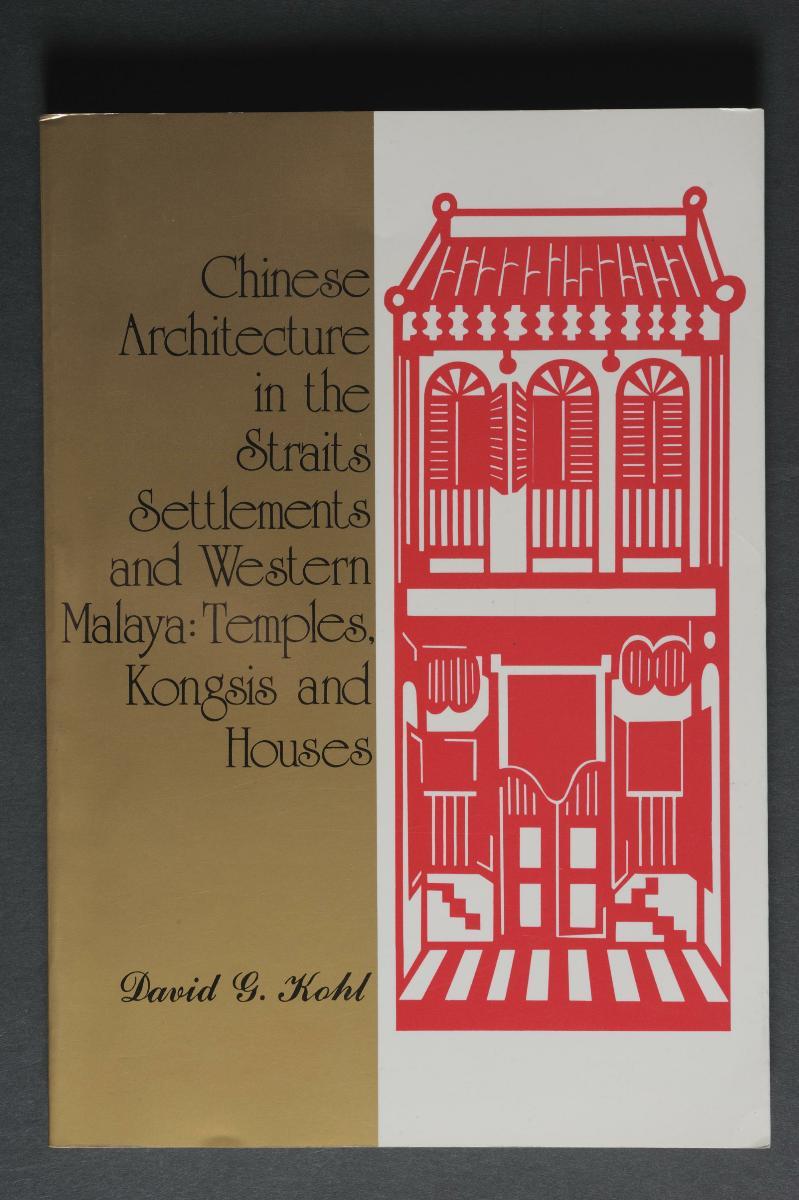 Chinese
Architecture
in the
Straits
Settlements
and Western
Malaya: Temples,
Kongsis and
Houses
David G. Kohl